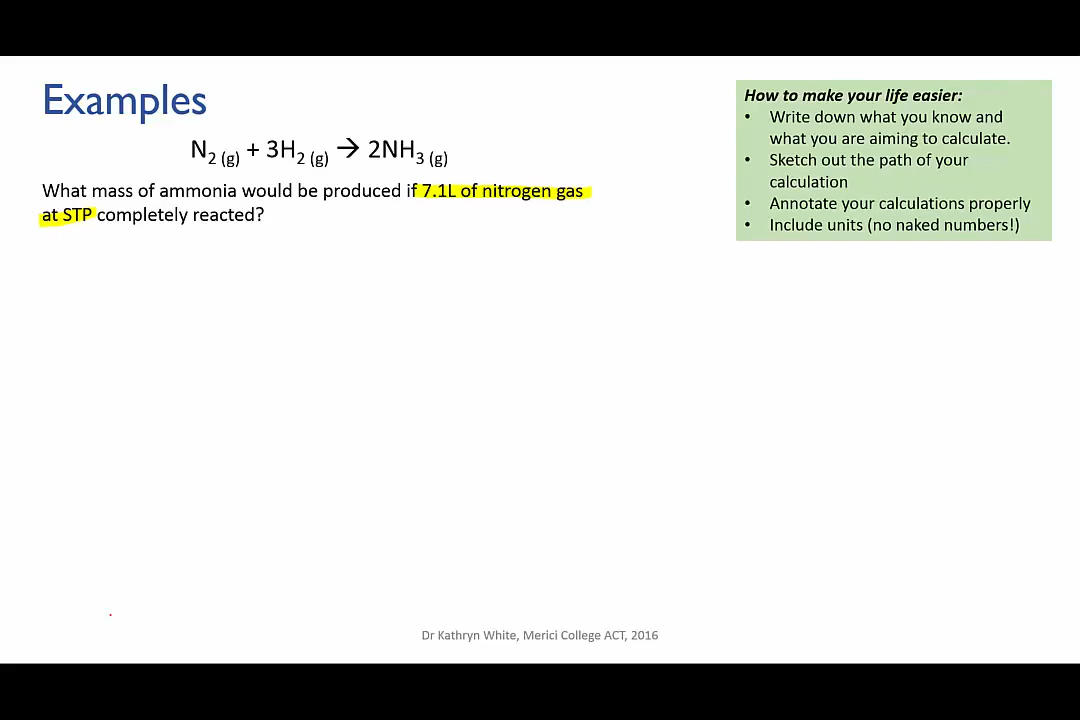 Examples
N2 (g) + 3H2 (g) → 2NH3 (g)
What mass of ammonia would be produced if 7.1L of nitrogen gas
at STP completely reacted?
How to make your life easier:
• Write down what you know and
what you are aiming to calculate.
• Sketch out the path of your
calculation
• Annotate your calculations properly
• Include units (no naked numbers!)
Dr Kathryn White, Merici College ACT, 2016